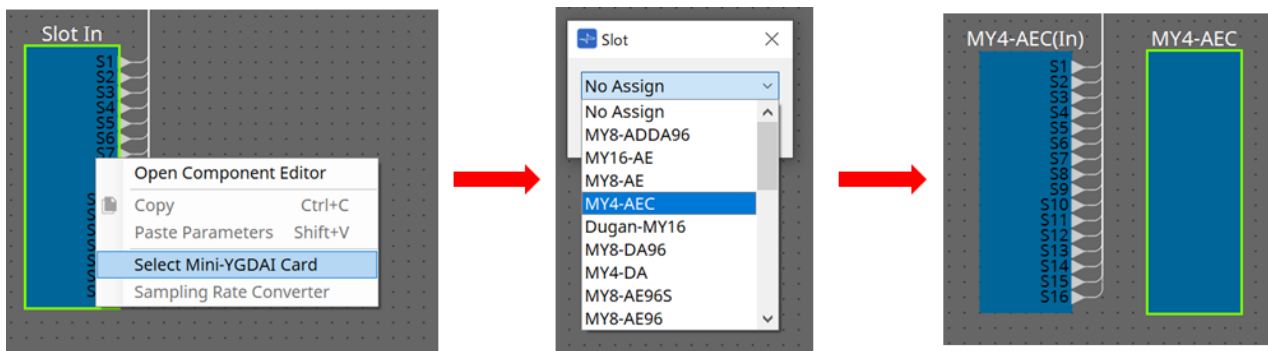 Slot In
S1
S2
S3
S4
S5
S6
S7
S
S
S
S
S
S
S
Open Component Editor
Copy Ctrl+C
Paste Parameters Shift+V
Select Mini-YGDAI Card
Sampling Rate Converter
Slot
No Assign
No Assign
MY8-ADDA96
MY16-AE
MY8-AE
MY4-AEC
Dugan-MY16
MY8-DA96
MY4-DA
MY8-AE96S
MY8-AE96
MY4-AEC(In)
S1
S2
S3
S4
S5
S6
S7
S8
S9
S10
S11
S12
S13
S14
S15
S16
MY4-AEC